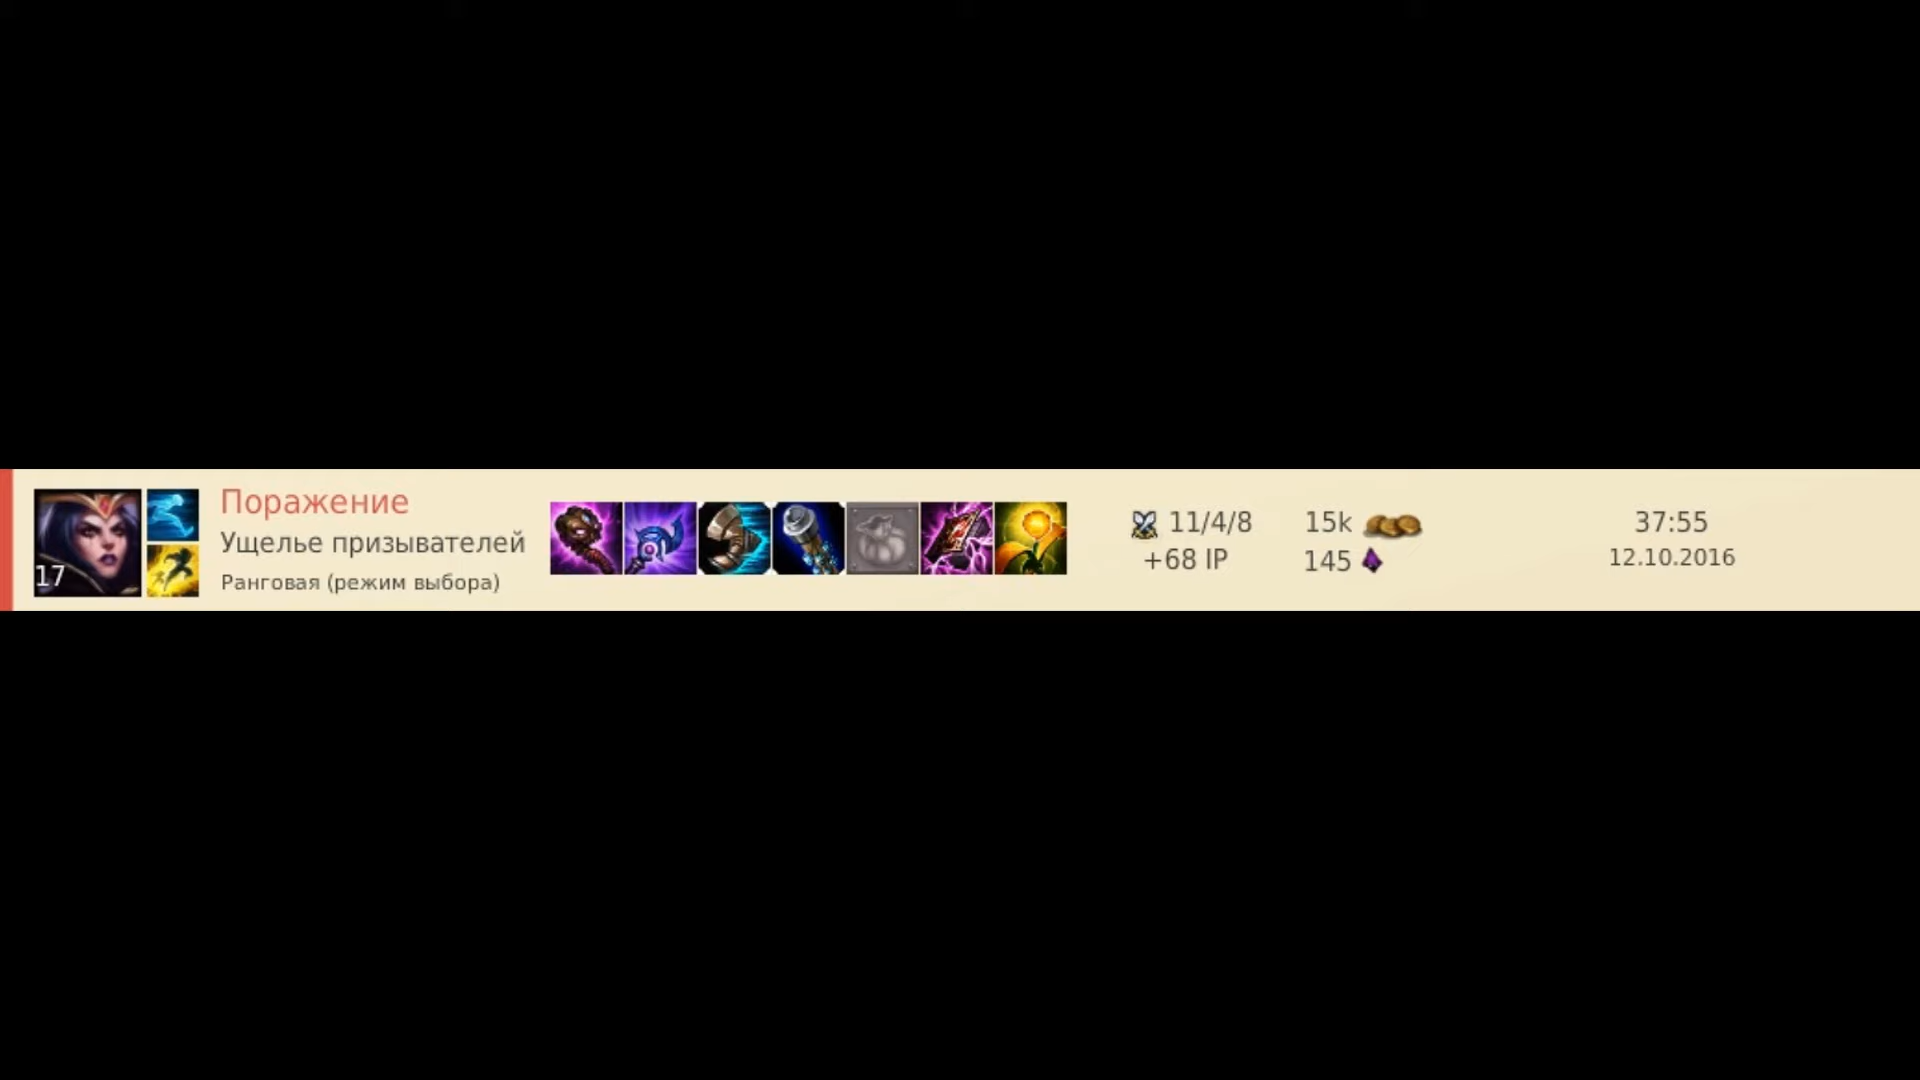 17
Поражение
Ущелье призывателей
Ранговая (режим выбора)
11/4/8
+68 IP
15k
145
37:55
12.10.2016